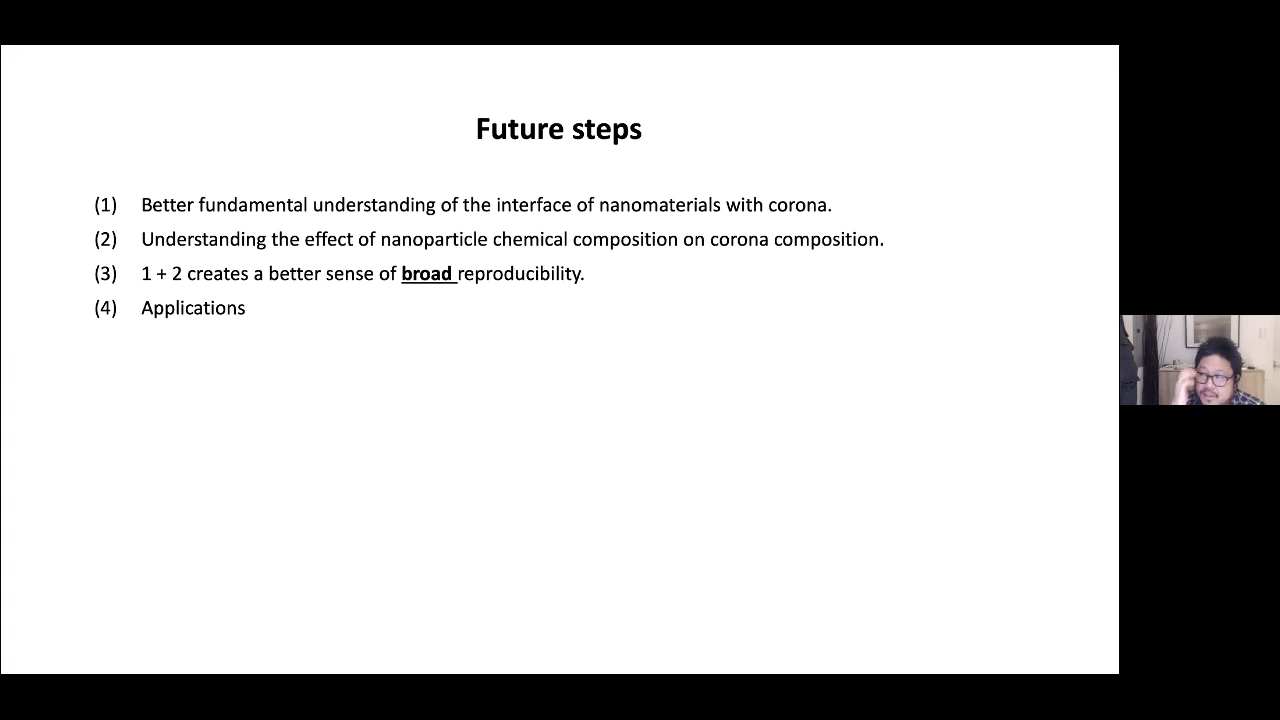 Future steps
(1) Better fundamental understanding of the interface of nanomaterials with corona.
(2) Understanding the effect of nanoparticle chemical composition on corona composition.
(3) 1 + 2 creates a better sense of broad reproducibility.
(4) Applications